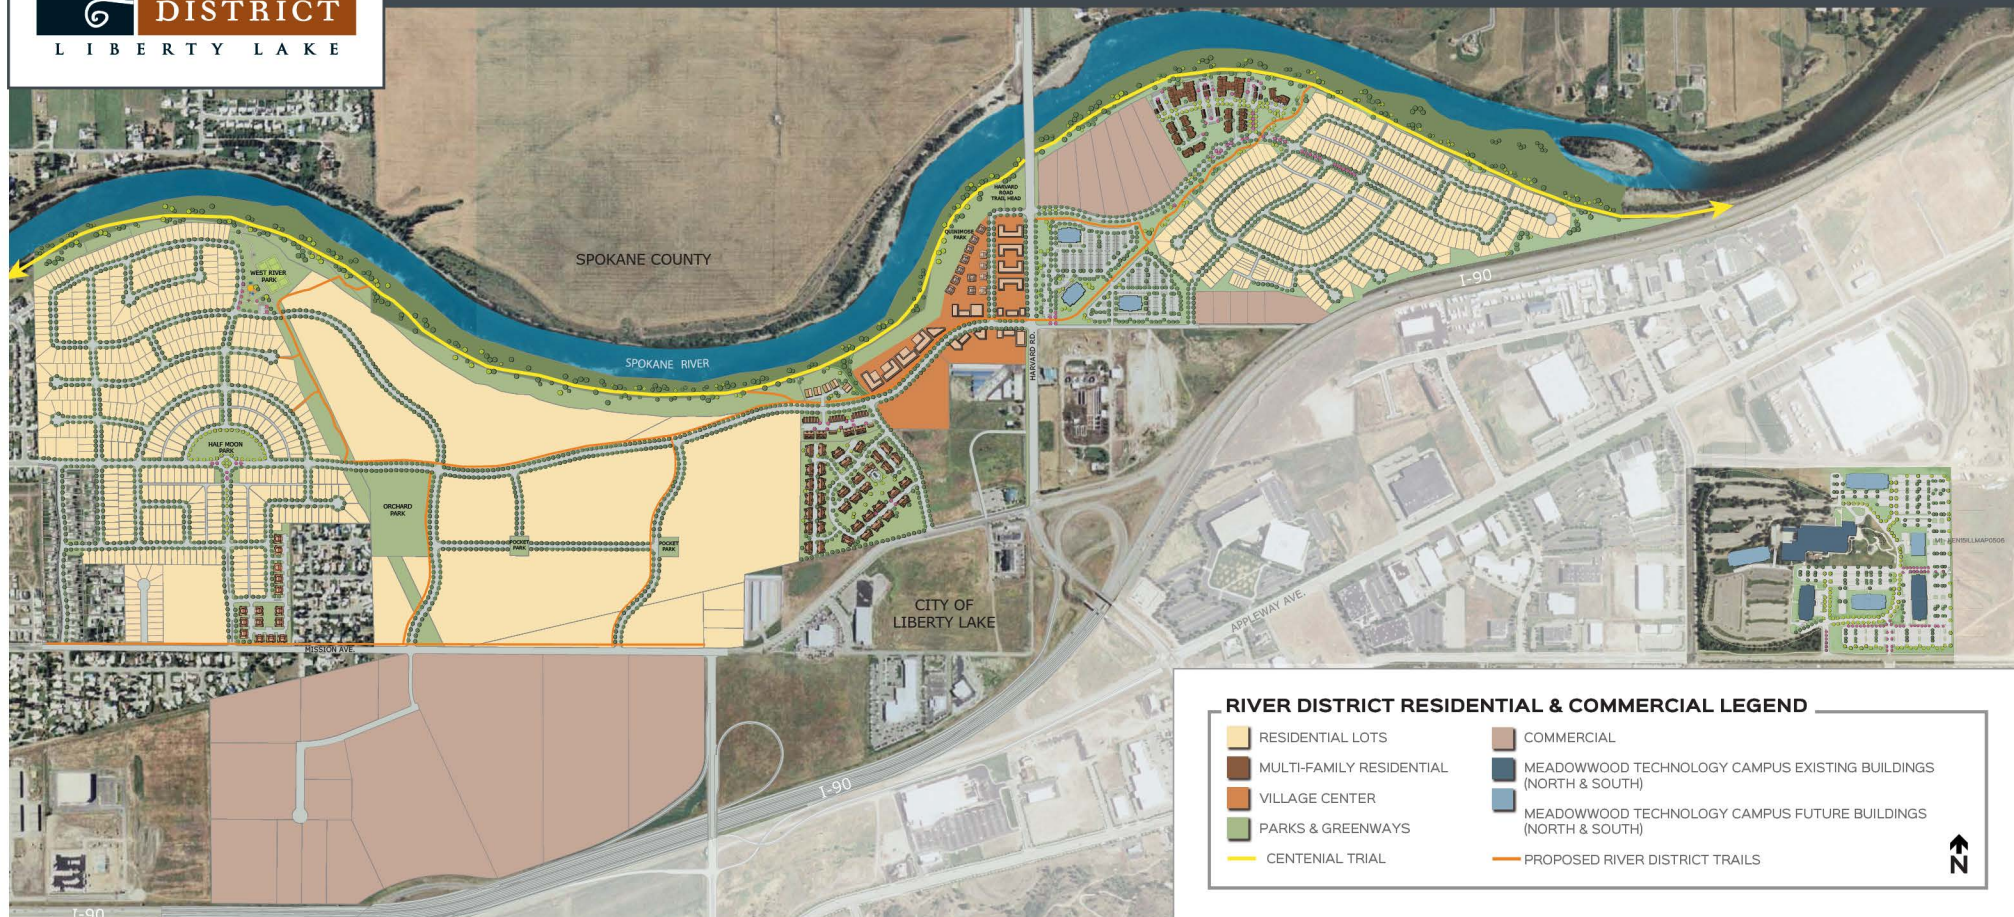 DISTRICT
LIBERTY LAKE
SPOKANE COUNTY
HARVARD
ROAD
TRAIL HEAD
QUINIMOSE
PARK
WEST RIVER
PARK
I-90
SPOKANE RIVER
HARVARD RD.
HALF MOON
PARK
ORCHARD
PARK
POCKET
PARK
POCKET
PARK
CITY OF
LIBERTY LAKE
APPLEWAY AVE.
MISSION AVE.
I-90
I-90
RIVER DISTRICT RESIDENTIAL & COMMERCIAL LEGEND
RESIDENTIAL LOTS
MULTI-FAMILY RESIDENTIAL
VILLAGE CENTER
PARKS & GREENWAYS
CENTENIAL TRIAL
COMMERCIAL
MEADOWWOOD TECHNOLOGY CAMPUS EXISTING BUILDINGS
(NORTH & SOUTH)
MEADOWWOOD TECHNOLOGY CAMPUS FUTURE BUILDINGS
(NORTH & SOUTH)
PROPOSED RIVER DISTRICT TRAILS
N